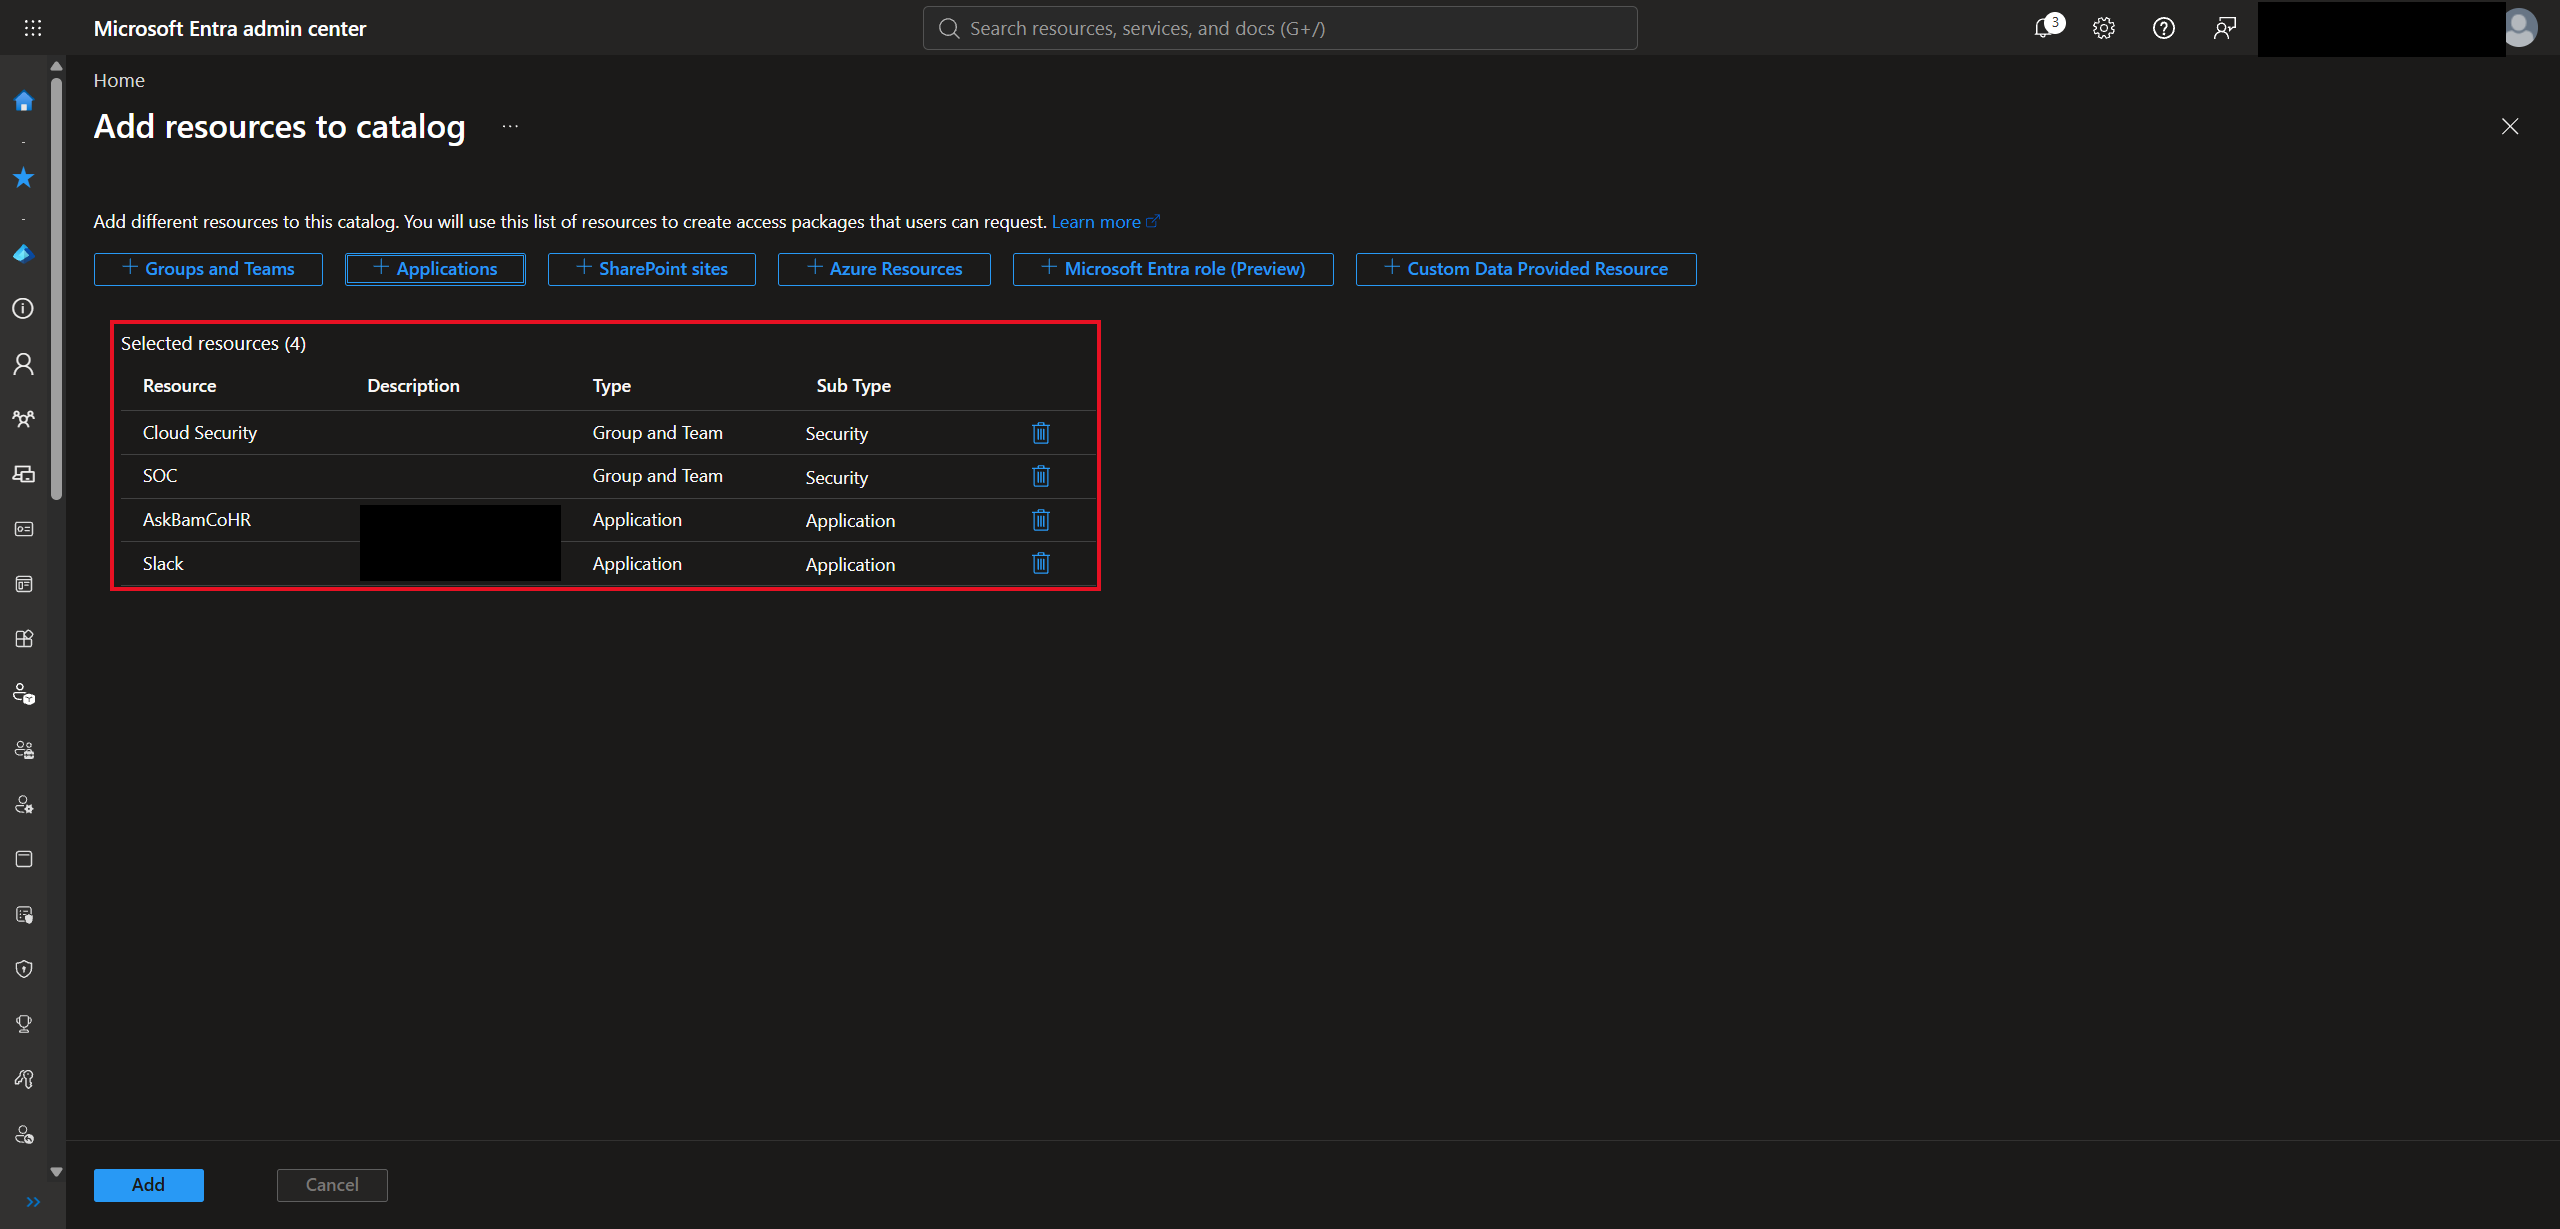 Microsoft Entra admin center
Search resources, services, and docs (G+/)
3
Home
Add resources to catalog ...
Add different resources to this catalog. You will use this list of resources to create access packages that users can request. Learn more
+ Groups and Teams + Applications + SharePoint sites + Azure Resources + Microsoft Entra role (Preview) + Custom Data Provided Resource
Selected resources (4)
Resource Description Type Sub Type
Cloud Security Group and Team Security
SOC Group and Team Security
AskBamCoHR Application Application
Slack Application Application
Add Cancel